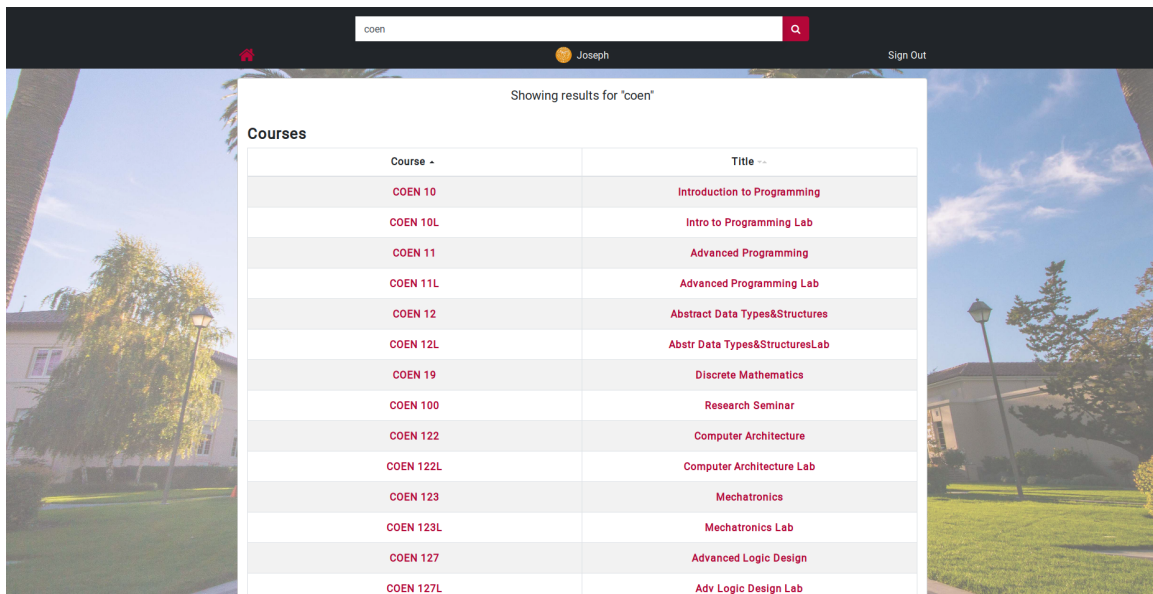 coen
Joseph Sign Out
Showing results for "coen"
Courses
Course Title
COEN 10 Introduction to Programming
COEN 10L Intro to Programming Lab
COEN 11 Advanced Programming
COEN 11L Advanced Programming Lab
COEN 12 Abstract Data Types&Structures
COEN 12L Abstr Data Types&StructuresLab
COEN 19 Discrete Mathematics
COEN 100 Research Seminar
COEN 122 Computer Architecture
COEN 122L Computer Architecture Lab
COEN 123 Mechatronics
COEN 123L Mechatronics Lab
COEN 127 Advanced Logic Design
COEN 127L Adv Logic Design Lab